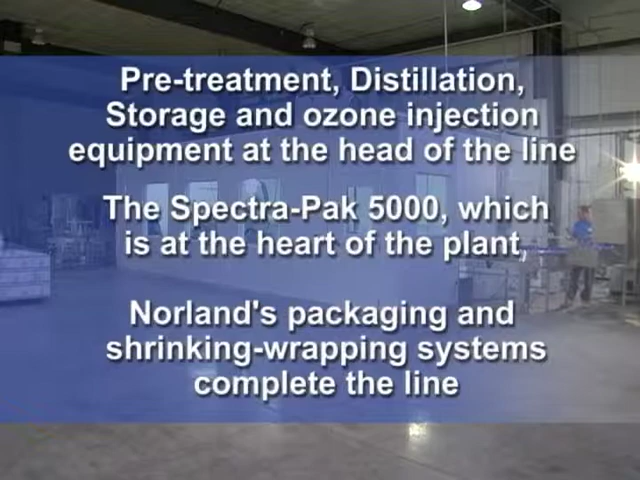 Pre-treatment, Distillation,
Storage and ozone injection
equipment at the head of the line
The Spectra-Pak 5000, which
is at the heart of the plant,
Norland's packaging and
shrinking-wrapping systems
complete the line